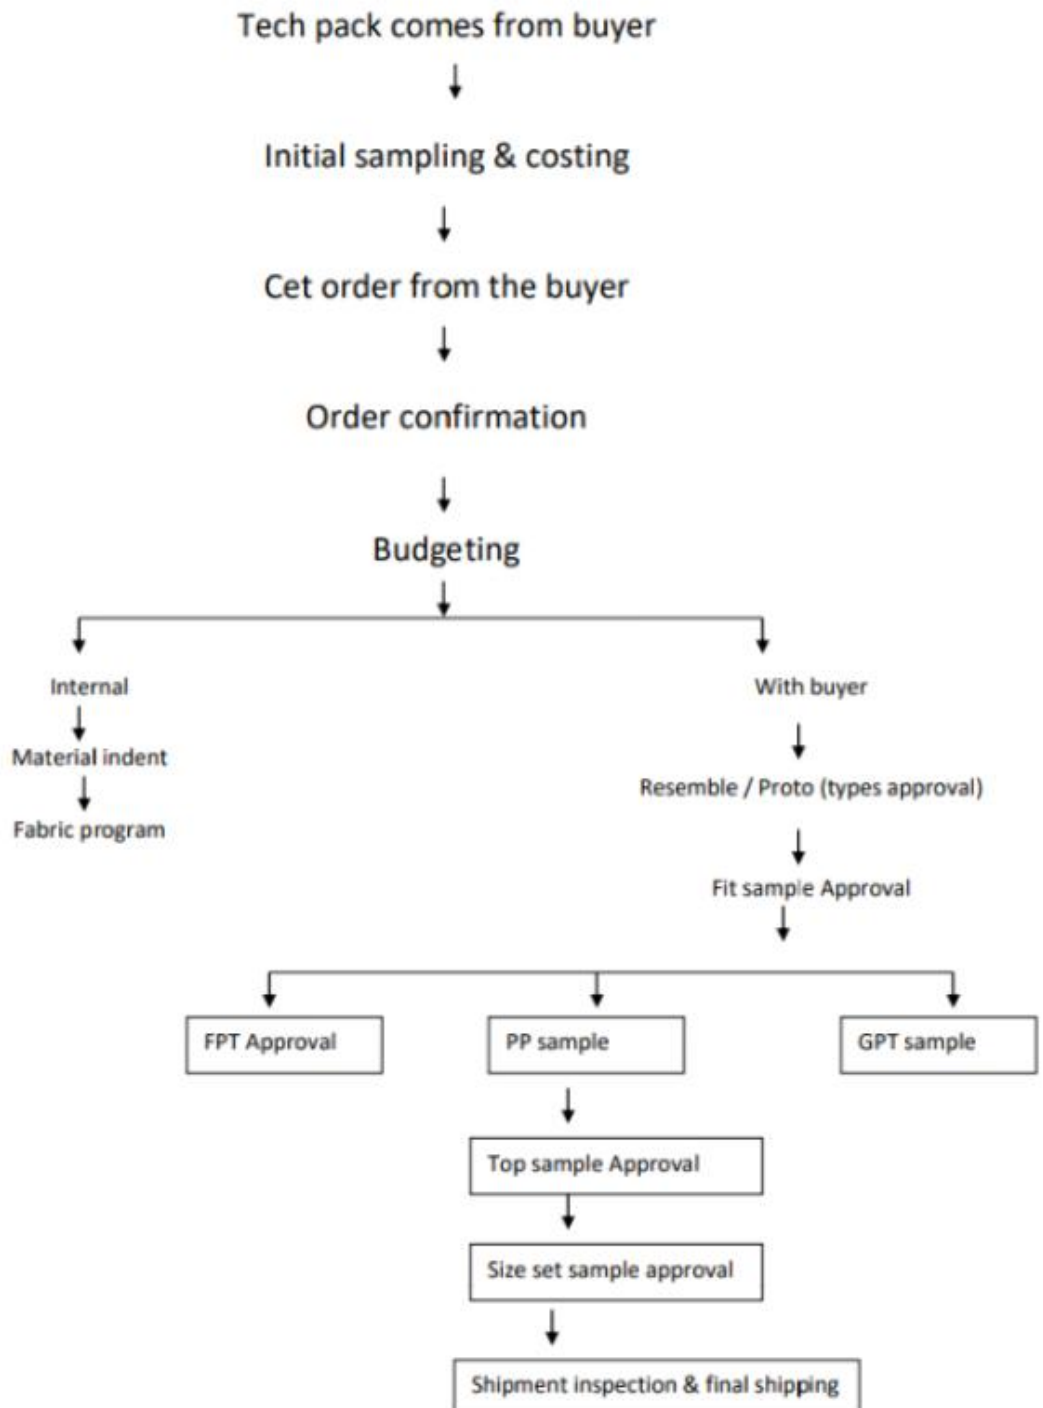 Tech pack comes from buyer
Initial sampling & costing
Cet order from the buyer
Order confirmation
Budgeting
Internal
With buyer
Material indent
Resemble / Proto (types approval)
Fabric program
Fit sample Approval
FPT Approval
PP sample
GPT sample
Top sample Approval
Size set sample approval
Shipment inspection & final shipping